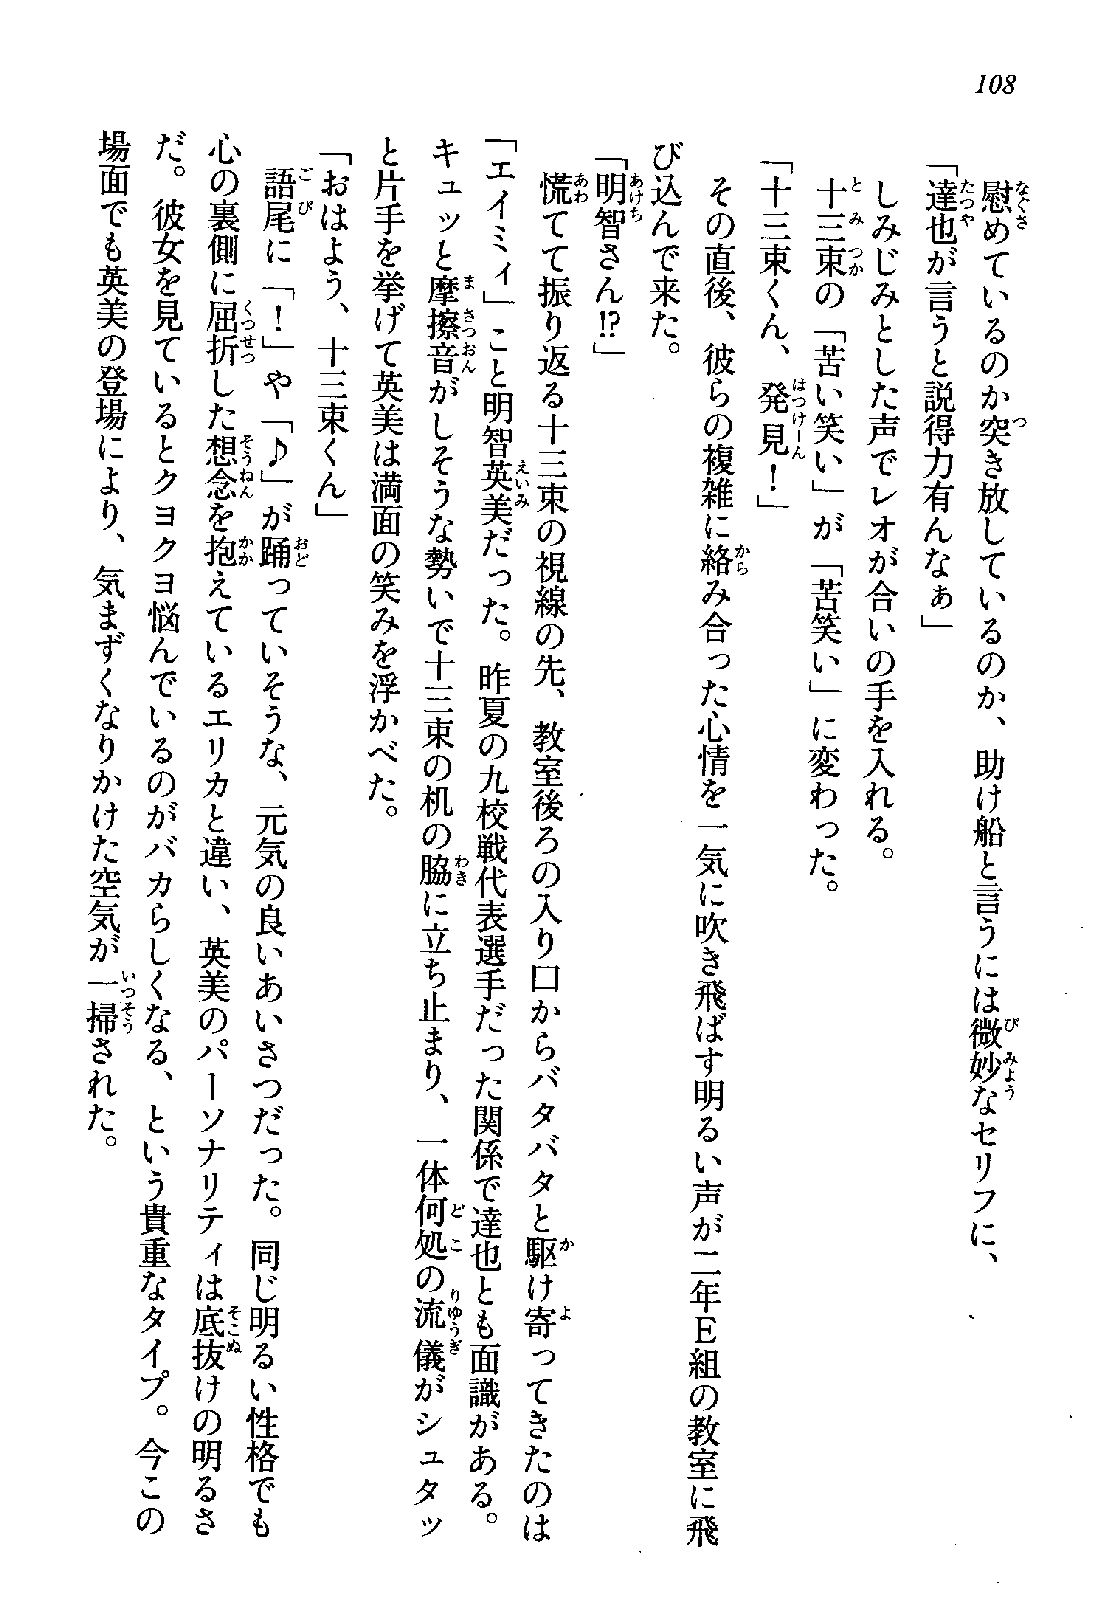 108
慰めているのか突き放しているのか、助け船と言うには微妙なセリフに、
「達也が言うと説得力有んなぁ」
しみじみとした声でレオが合いの手を入れる。
十三束の「苦い笑い」が「苦笑い」に変わった。
「十三束くん、発見！」
その直後、彼らの複雑に絡み合った心情を一気に吹き飛ばす明るい声が二年Ｅ組の教室に飛
び込んで来た。
「明智さん!?」
慌てて振り返る十三束の視線の先、教室後ろの入り口からバタバタと駆け寄ってきたのは
「エイミィ」こと明智英美だった。昨夏の九校戦代表選手だった関係で達也とも面識がある。
キュッと摩擦音がしそうな勢いで十三束の机の脇に立ち止まり、一体何処の流儀がシュタッ
と片手を挙げて英美は満面の笑みを浮かべた。
「おはよう、十三束くん」
語尾に「！」や「♪」が踊っていそうな、元気の良いあいさつだった。同じ明るい性格でも
心の裏側に屈折した想念を抱えているエリカと違い、英美のパーソナリティは底抜けの明るさ
だ。彼女を見ているとクヨクヨ悩んでいるのがバカらしくなる、という貴重なタイプ。今この
場面でも英美の登場により、気まずくなりかけた空気が一掃された。